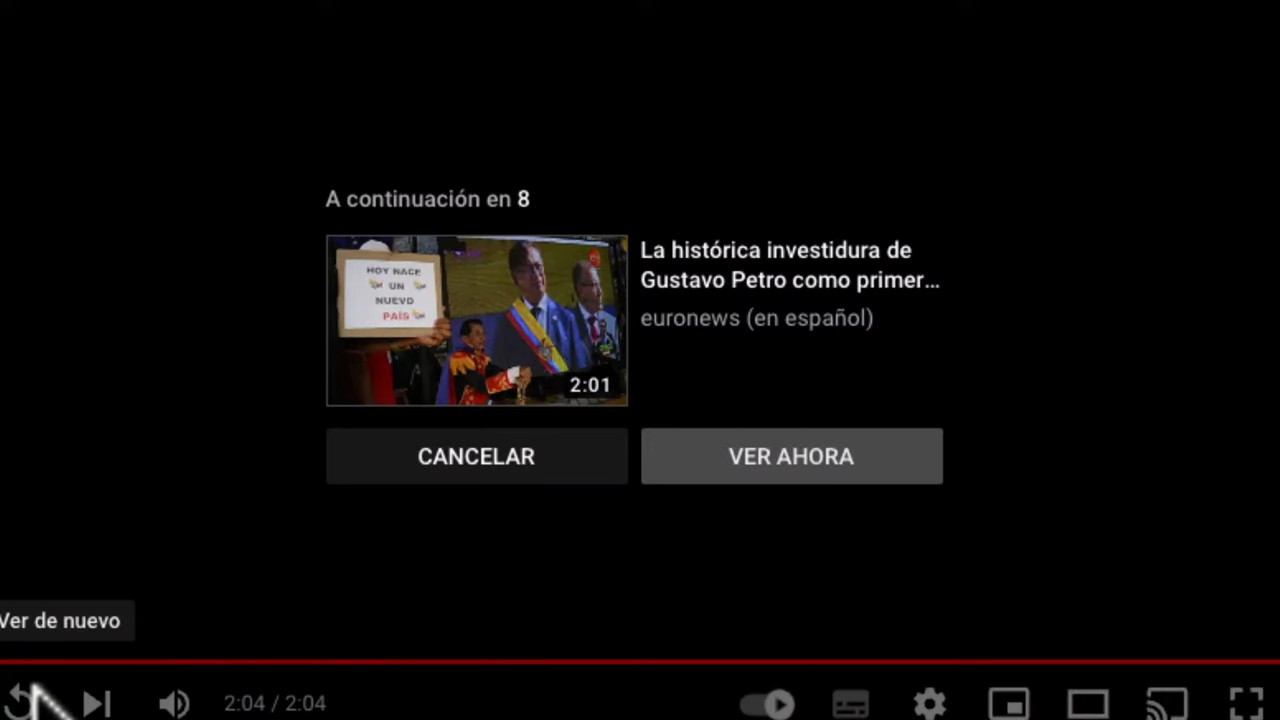 A continuación en 8
HOY NACE
UN
NUEVO
PAÍS
2:01
La histórica investidura de
Gustavo Petro como primer...
euronews (en español)
CANCELAR
VER AHORA
Ver de nuevo
2:04 / 2:04